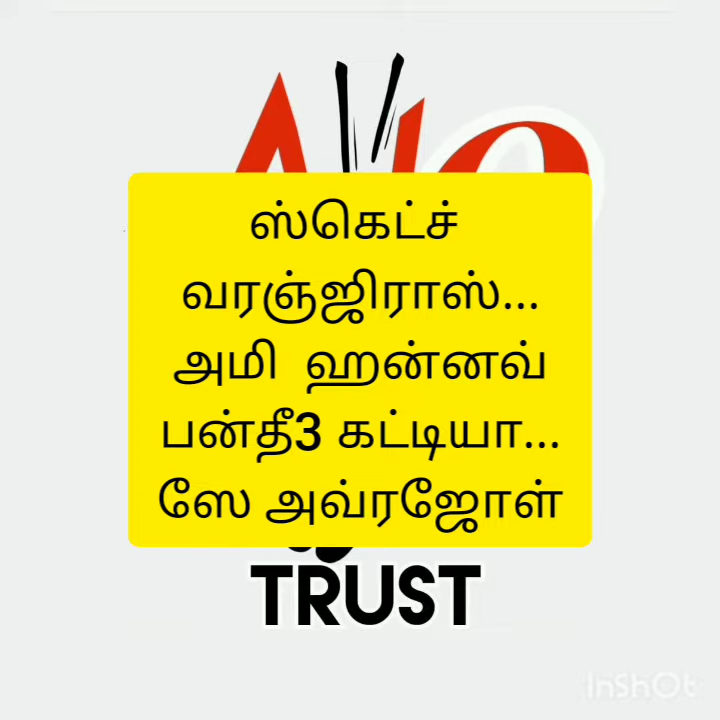 ஸ்கெட்ச்
வரஞ்ஜிராஸ்...
அமி ஹன்னவ்
பன்தீ3 கட்டியா...
ஸே அவ்ரஜோள்
TRUST
InShOt